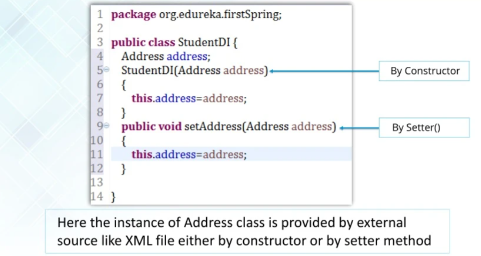 1 package org.edureka.firstSpring;
2
3 public class StudentDI {
4 Address address;
5 StudentDI(Address address)
6 {
7 this.address=address;
8 }
9 public void setAddress(Address address)
10 {
11 this.address=address;
12 }
13
14 }
By Constructor
By Setter()
Here the instance of Address class is provided by external
source like XML file either by constructor or by setter method